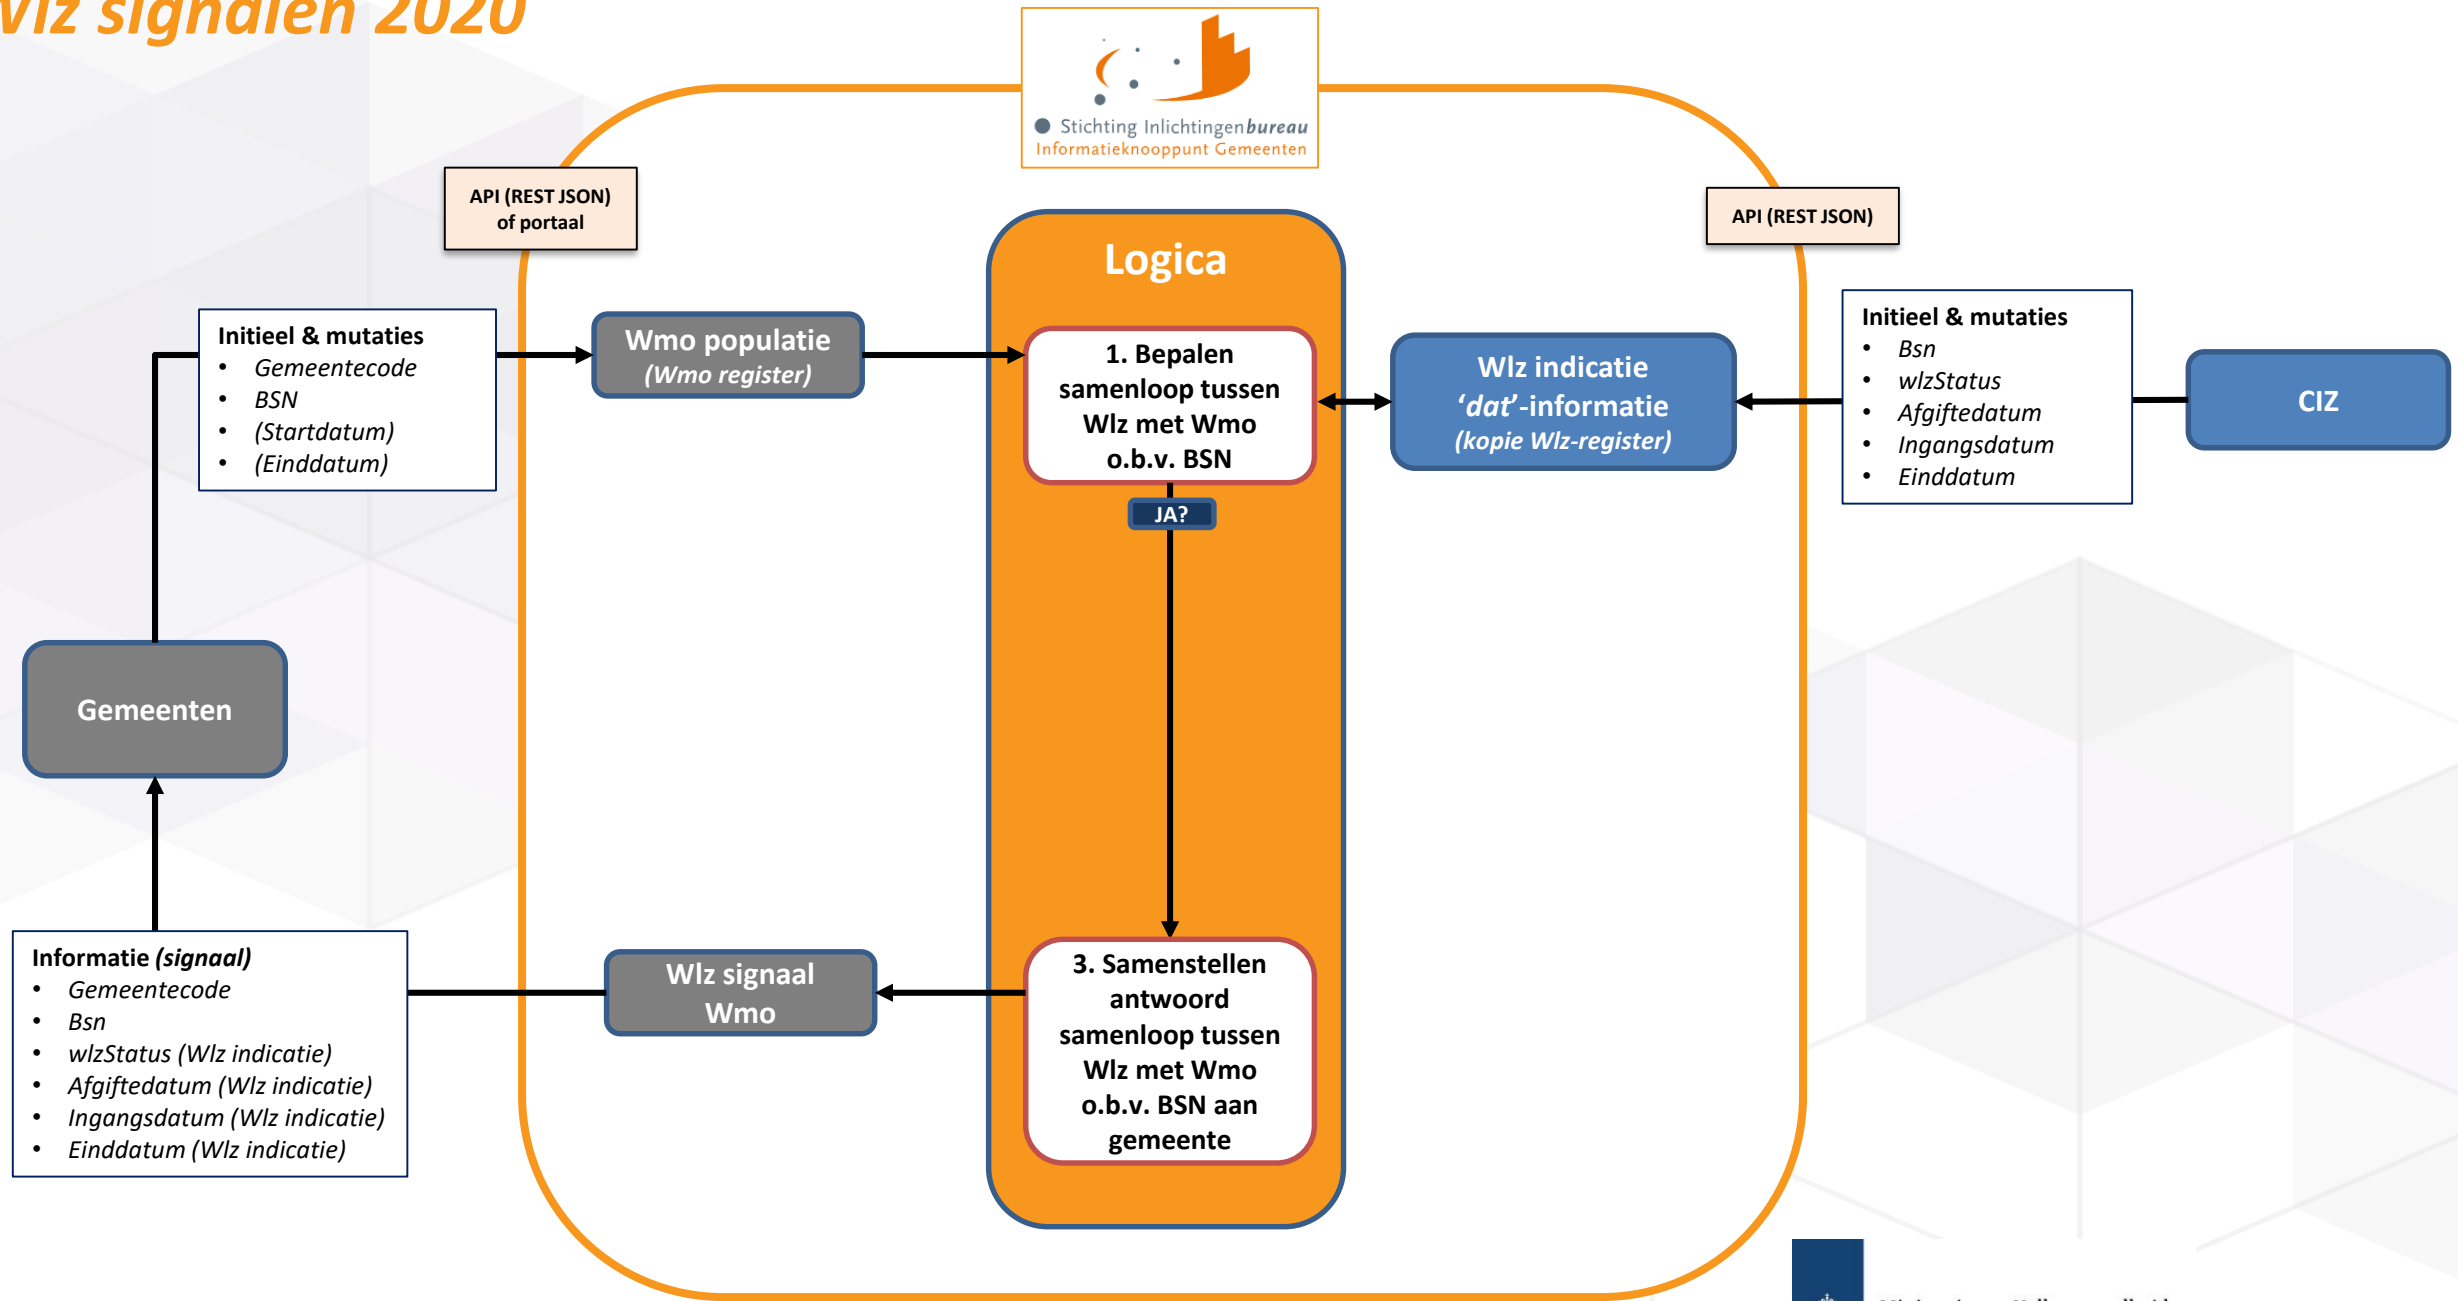 Wlz signalen 2020
Stichting Inlichtingenbureau
Informatieknooppunt Gemeenten
API (REST JSON)
of portaal
API (REST JSON)
Logica
Initieel & mutaties
• Gemeentecode
• BSN
• (Startdatum)
• (Einddatum)
Wmo populatie
(Wmo register)
1. Bepalen
samenloop tussen
Wlz met Wmo
o.b.v. BSN
JA?
Wlz indicatie
‘dat’-informatie
(kopie Wlz-register)
Initieel & mutaties
• Bsn
• wlzStatus
• Afgiftedatum
• Ingangsdatum
• Einddatum
CIZ
Gemeenten
Informatie (signaal)
• Gemeentecode
• Bsn
• wlzStatus (Wlz indicatie)
• Afgiftedatum (Wlz indicatie)
• Ingangsdatum (Wlz indicatie)
• Einddatum (Wlz indicatie)
Wlz signaal
Wmo
3. Samenstellen
antwoord
samenloop tussen
Wlz met Wmo
o.b.v. BSN aan
gemeente